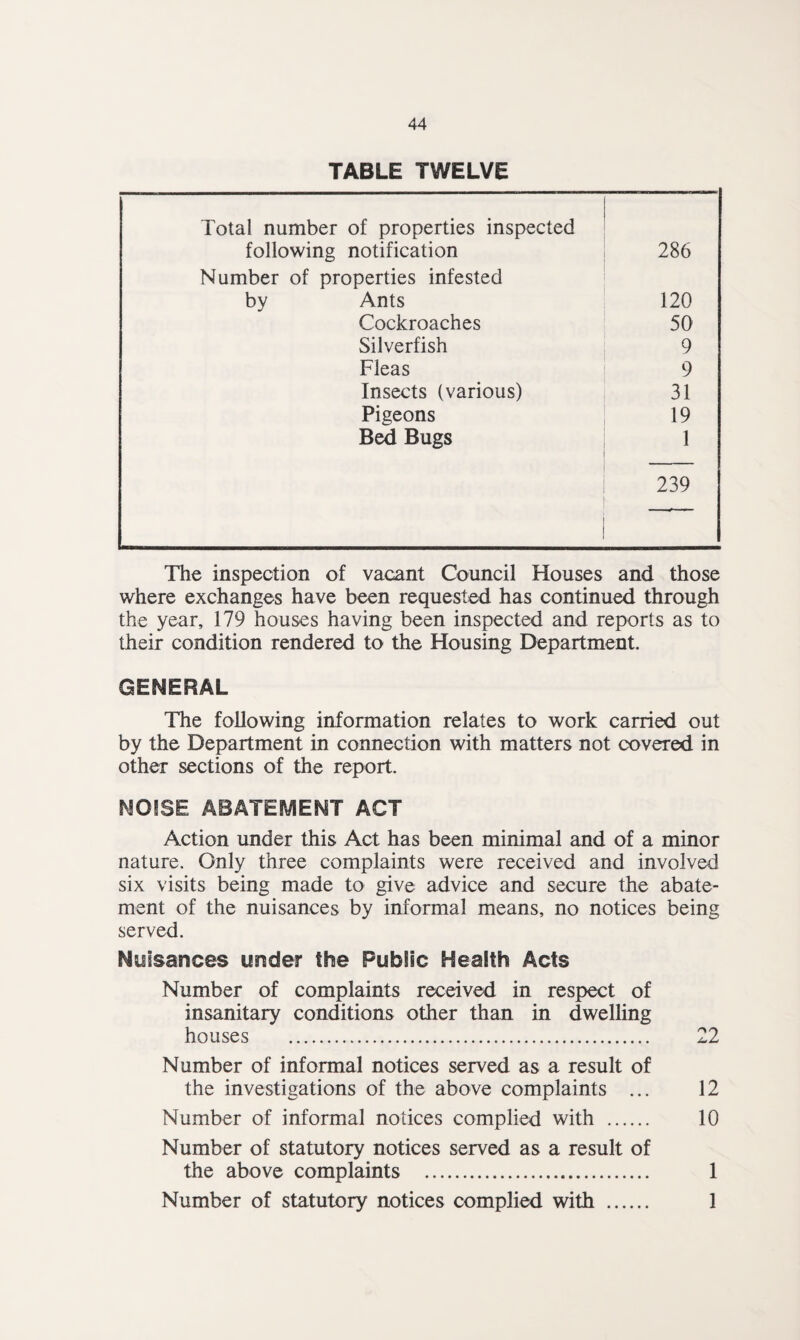 44
TABLE TWELVE
Total number of properties inspected
following notification 286
Number of properties infested
by Ants 120
Cockroaches 50
Silverfish 9
Fleas 9
Insects (various) 31
Pigeons 19
Bed Bugs 1
239
The inspection of vacant Council Houses and those
where exchanges have been requested has continued through
the year, 179 houses having been inspected and reports as to
their condition rendered to the Housing Department.
GENERAL
The following information relates to work carried out
by the Department in connection with matters not covered in
other sections of the report.
NOISE ABATEMENT ACT
Action under this Act has been minimal and of a minor
nature. Only three complaints were received and involved
six visits being made to give advice and secure the abate-
ment of the nuisances by informal means, no notices being
served.
Nuisances under the Public Health Acts
Number of complaints received in respect of
insanitary conditions other than in dwelling
houses ........................................................ 22
Number of informal notices served as a result of
the investigations of the above complaints ... 12
Number of informal notices complied with ...... 10
Number of statutory notices served as a result of
the above complaints .................................. 1
Number of statutory notices complied with ...... 1